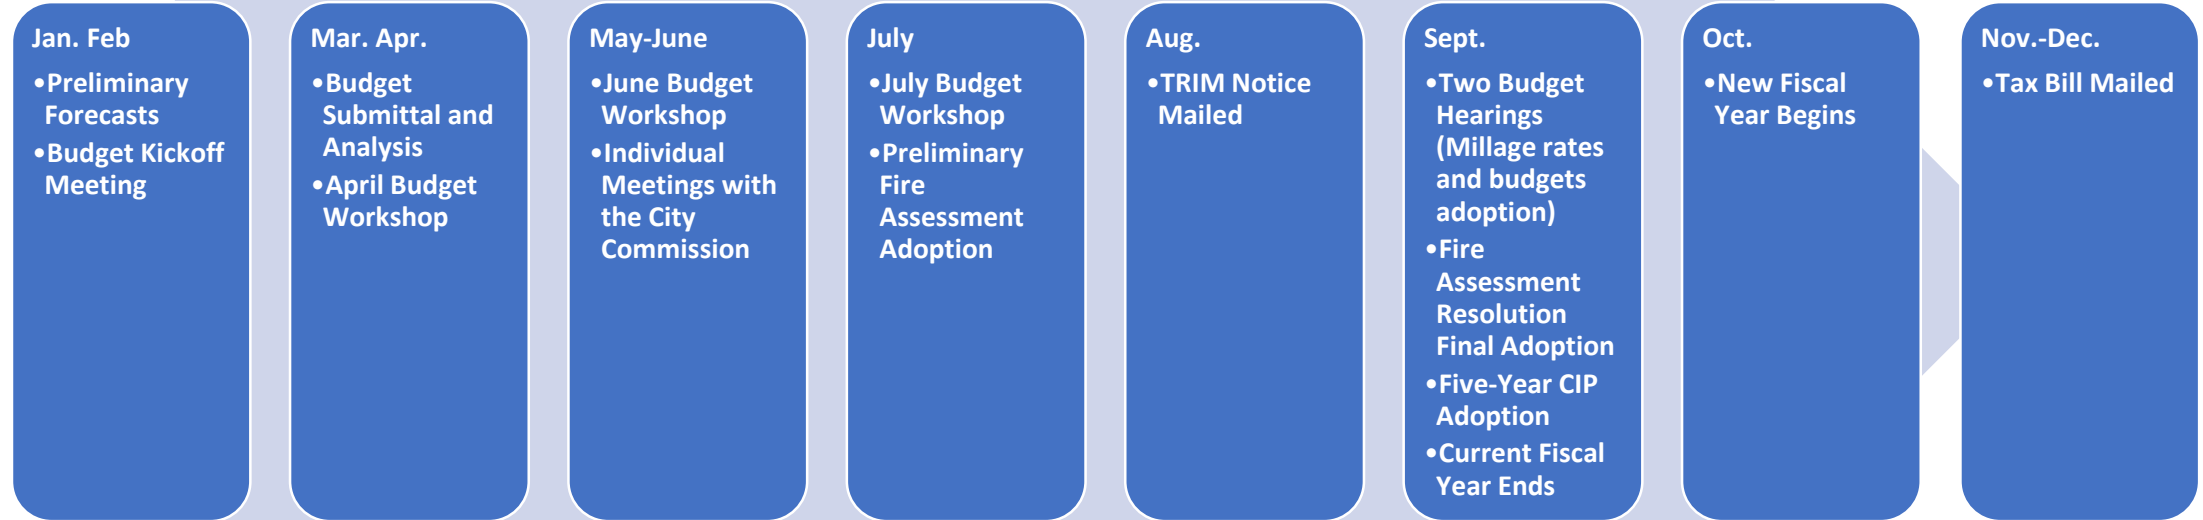 Jan. Feb
•Preliminary
Forecasts
•Budget Kickoff
Meeting
Mar. Apr.
•Budget
Submittal and
Analysis
•April Budget
Workshop
May-June
•June Budget
Workshop
•Individual
Meetings with
the City
Commission
July
•July Budget
Workshop
•Preliminary
Fire
Assessment
Adoption
Aug.
•TRIM Notice
Mailed
Sept.
•Two Budget
Hearings
(Millage rates
and budgets
adoption)
•Fire
Assessment
Resolution
Final Adoption
•Five-Year CIP
Adoption
•Current Fiscal
Year Ends
Oct.
•New Fiscal
Year Begins
Nov.-Dec.
•Tax Bill Mailed